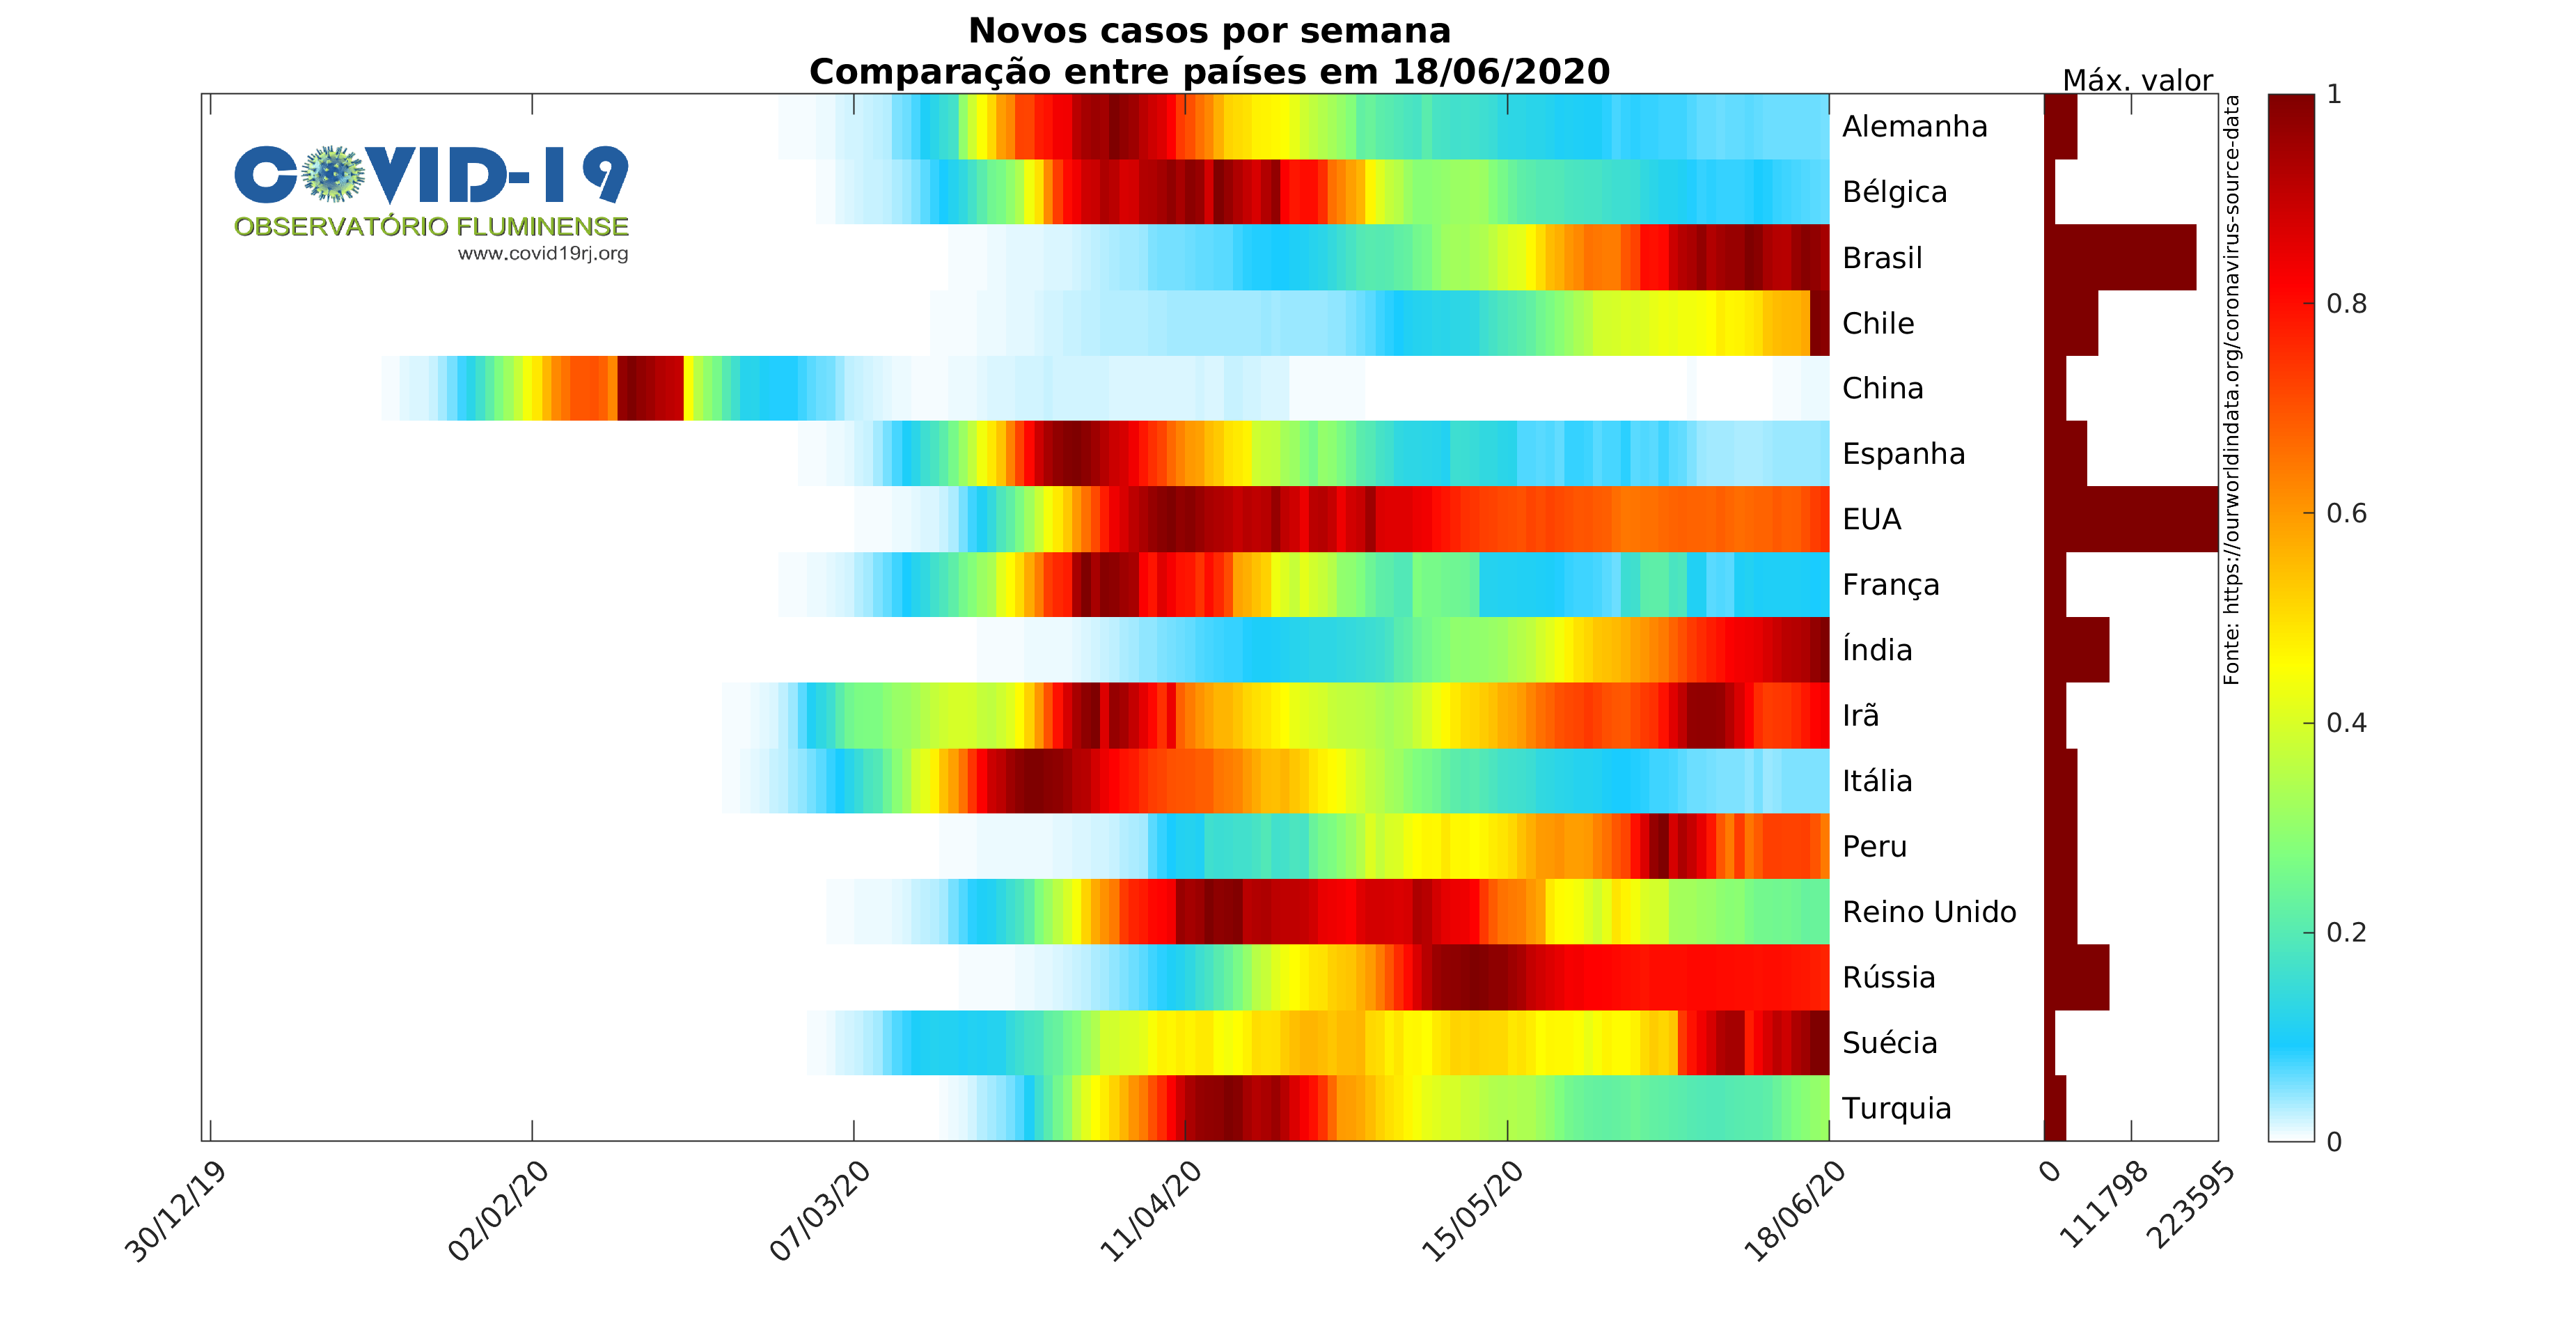 Novos casos por semana
Comparação entre países em 18/06/2020
Máx. valor
COVID-19
OBSERVATÓRIO FLUMINENSE
www.covid19rj.org
Alemanha
Bélgica
Brasil
Chile
China
Espanha
EUA
França
Índia
Irã
Itália
Peru
Reino Unido
Rússia
Suécia
Turquia
Fonte: https://ourworldindata.org/coronavirus-source-data
1
0.8
0.6
0.4
0.2
0
30/12/19
02/02/20
07/03/20
11/04/20
15/05/20
18/06/20
0
111798
223595